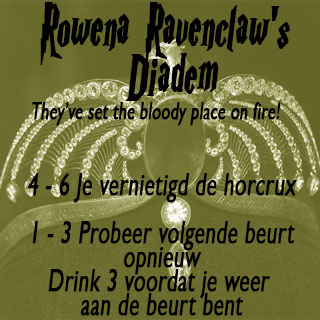 Rowena Ravenclaw's
Diadem
They've set the bloody place on fire!
4 - 6 Je vernietigd de horcrux
1 - 3 Probeer volgende beurt
opnieuw
Drink 3 voordat je weer
aan de beurt bent